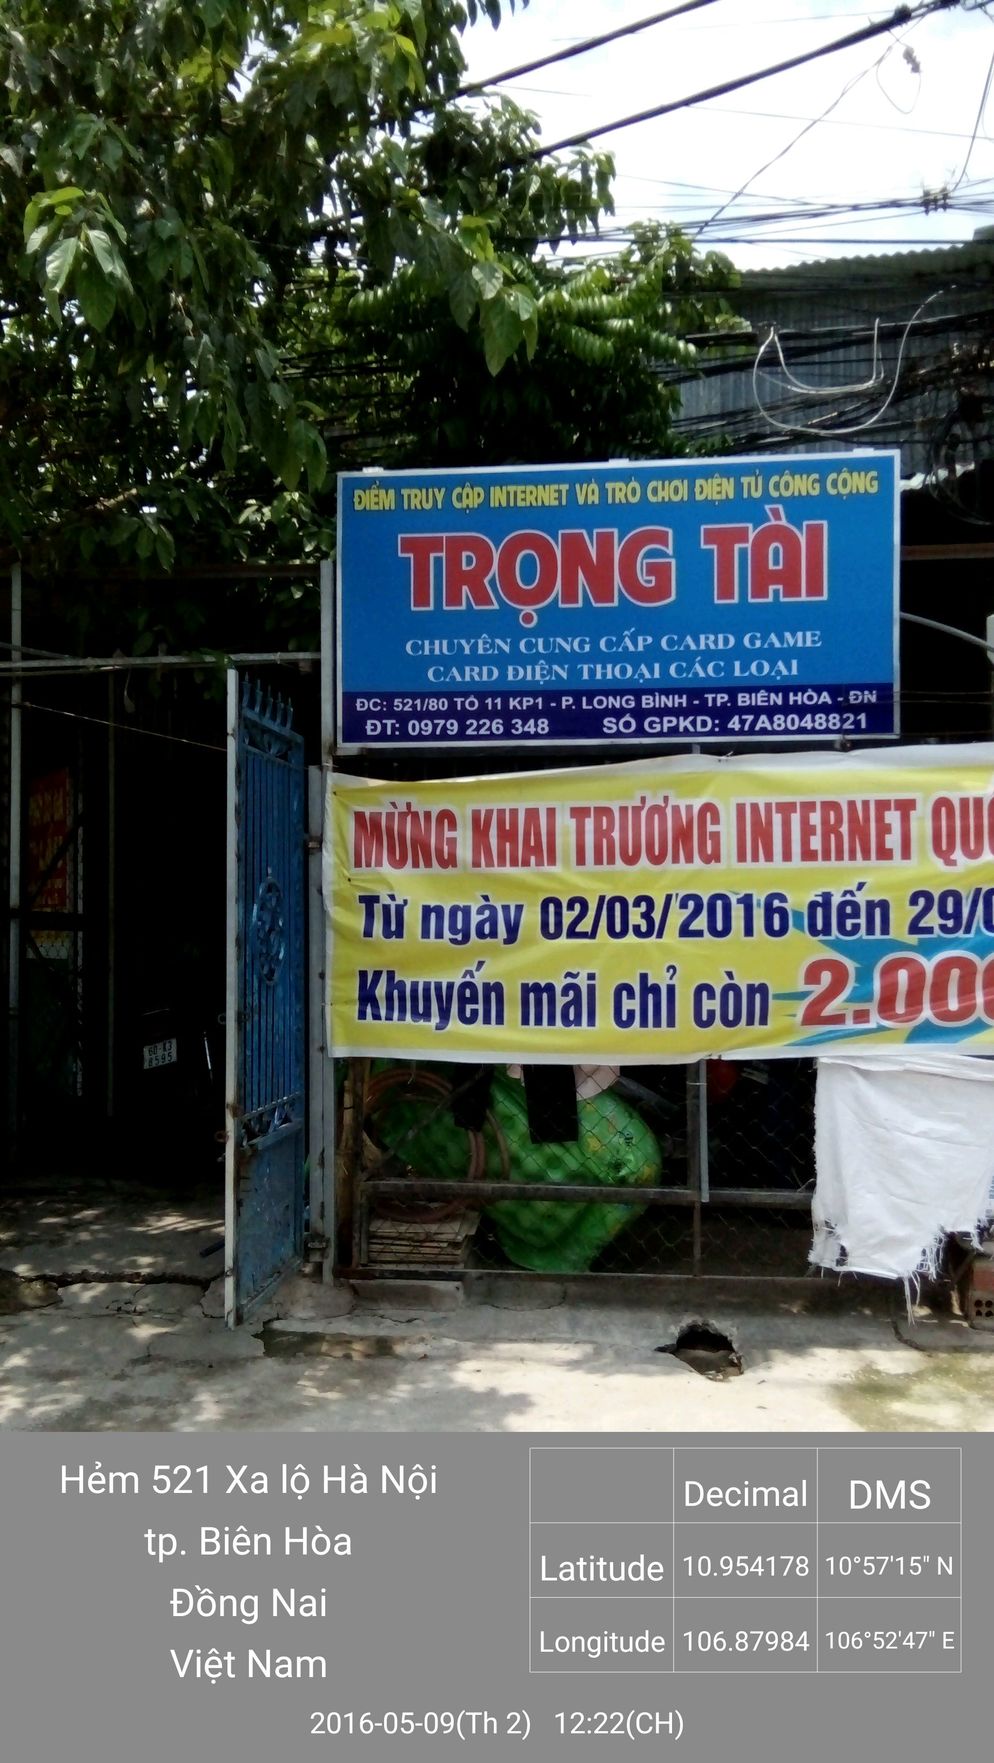 ĐIỂM TRUY CẬP INTERNET VÀ TRÒ CHƠI ĐIỆN TỬ CÔNG CỘNG
TRỌNG TÀI
CHUYÊN CUNG CẤP CARD GAME
CARD ĐIỆN THOẠI CÁC LOẠI
ĐC: 521/80 TỔ 11 KP1 - P. LONG BÌNH - TP. BIÊN HÒA - ĐN
ĐT: 0979 226 348 SỐ GPKD: 47A8048821
MỪNG KHAI TRƯƠNG INTERNET
Từ ngày 02/03/2016 đến 29/
Khuyến mãi chỉ còn 2.00
8595
Hẻm 521 Xa lộ Hà Nội
tp. Biên Hòa
Đồng Nai
Việt Nam
Decimal DMS
Latitude 10.954178 10°57'15" N
Longitude 106.87984 106°52'47" E
2016-05-09(Th 2) 12:22(CH)